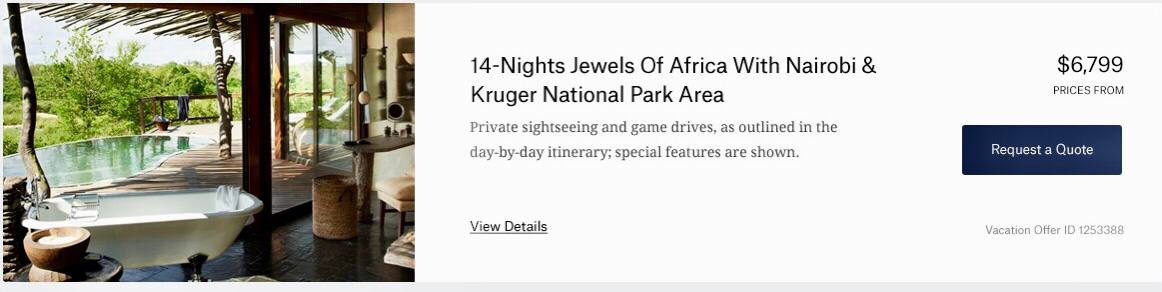 14-Nights Jewels Of Africa With Nairobi &
Kruger National Park Area
Private sightseeing and game drives, as outlined in the
day-by-day itinerary; special features are shown.
View Details
$6,799
PRICES FROM
Request a Quote
Vacation Offer ID 1253388